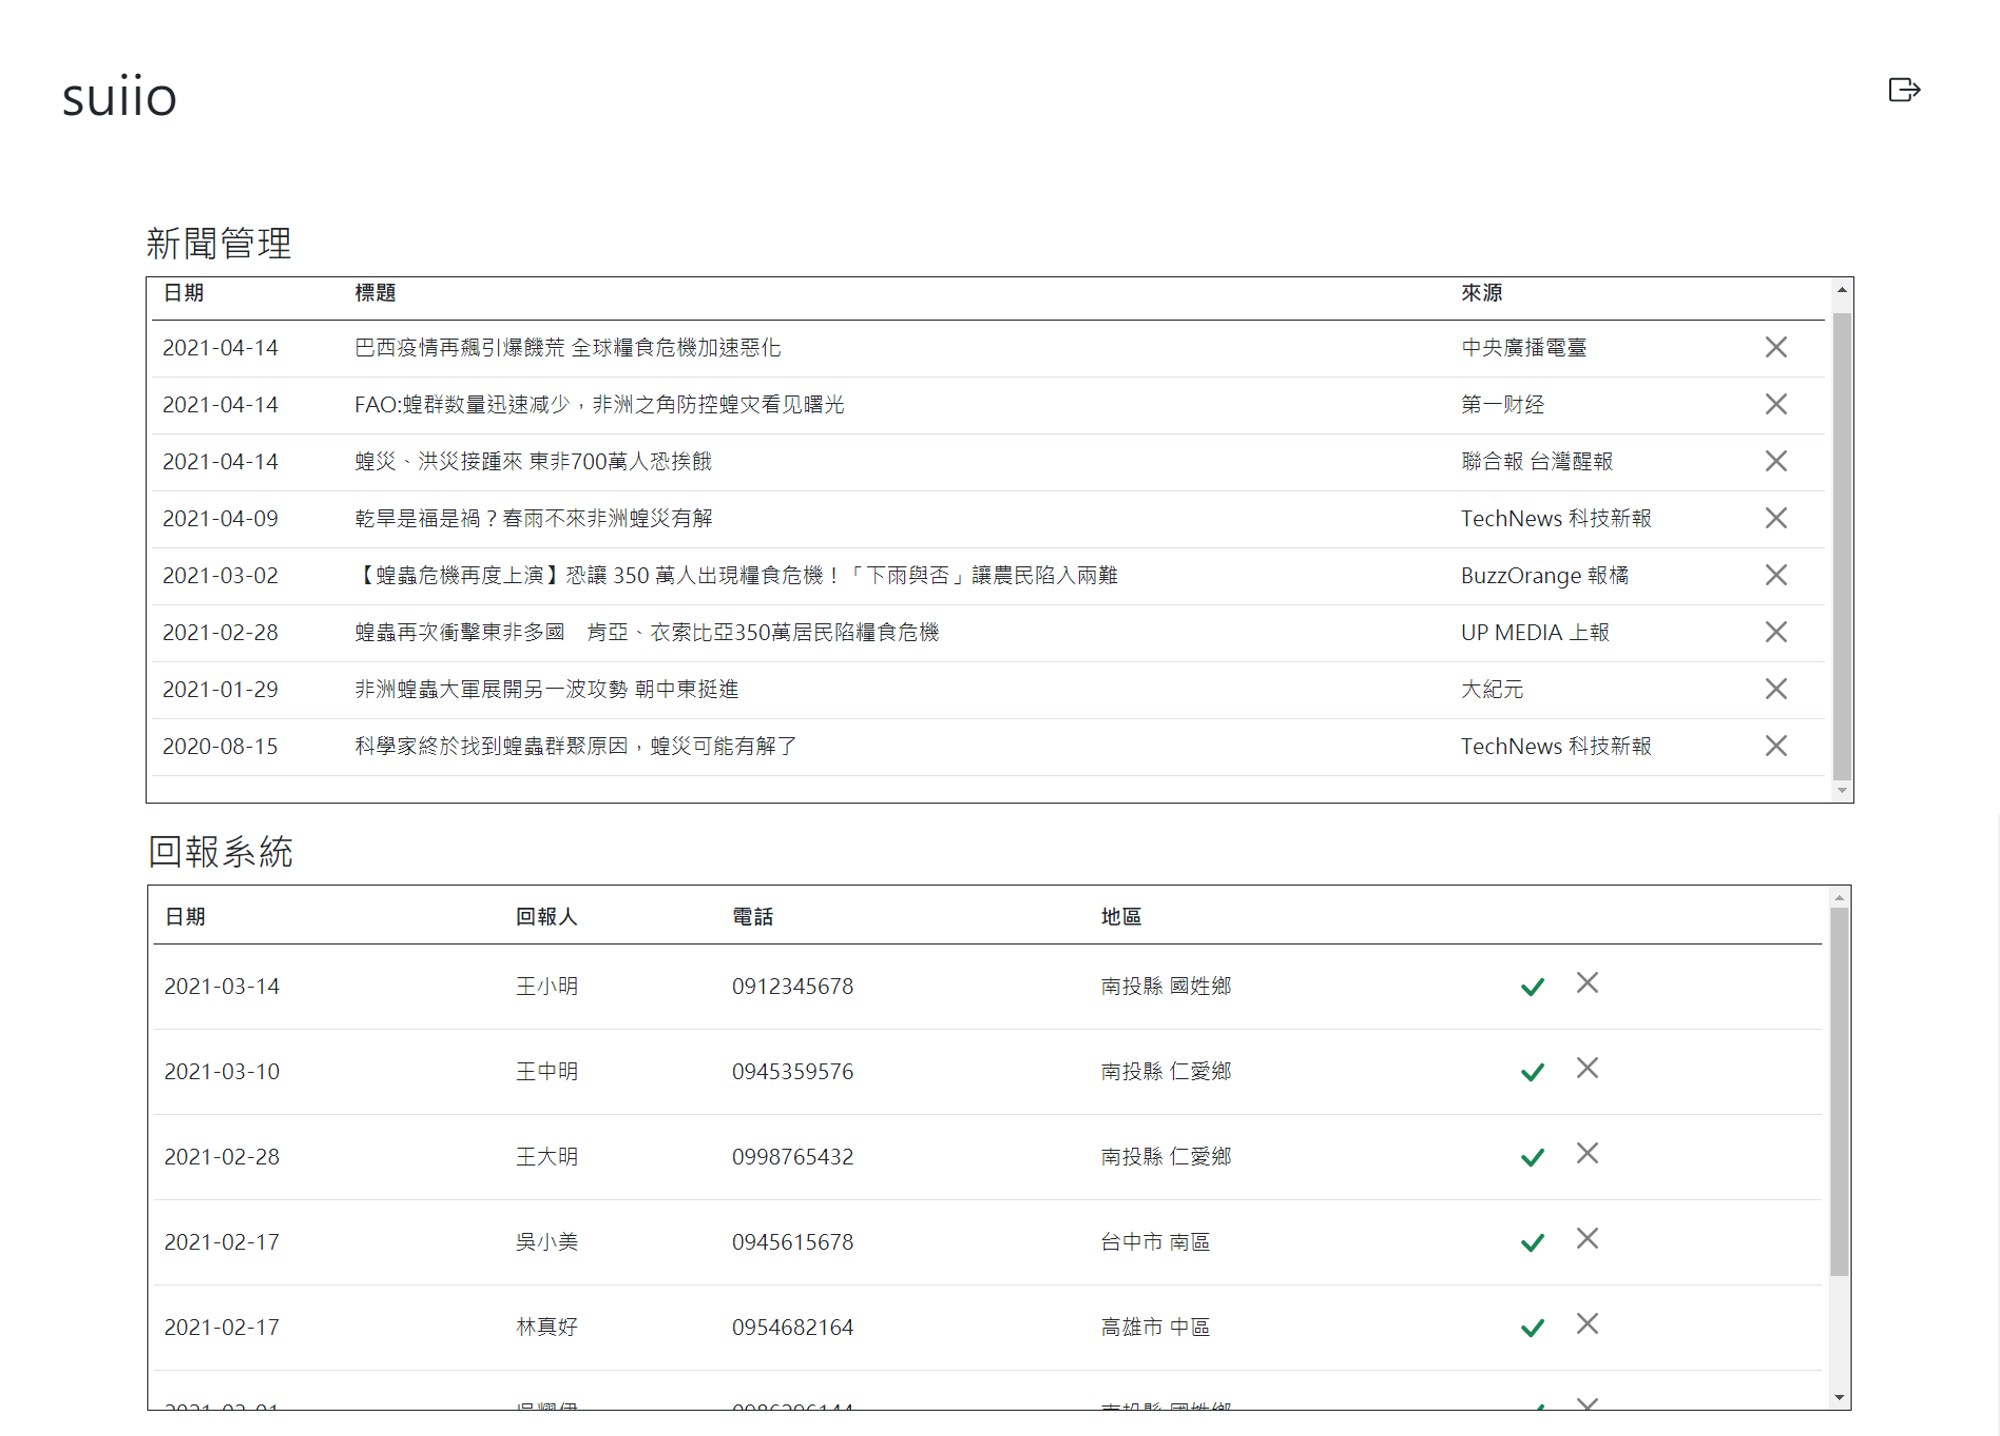 suiio
新聞管理
日期 標題 來源
2021-04-14 巴西疫情再飆引爆饑荒 全球糧食危機加速惡化 中央廣播電臺
2021-04-14 FAO:蝗群数量迅速减少，非洲之角防控蝗灾看见曙光 第一财经
2021-04-14 蝗災、洪災接踵來 東非700萬人恐挨餓 聯合報 台灣醒報
2021-04-09 乾旱是福是禍？春雨不來非洲蝗災有解 TechNews 科技新報
2021-03-02 【蝗蟲危機再度上演】恐讓 350 萬人出現糧食危機！「下雨與否」讓農民陷入兩難 BuzzOrange 報橘
2021-02-28 蝗蟲再次衝擊東非多國　肯亞、衣索比亞350萬居民陷糧食危機 UP MEDIA 上報
2021-01-29 非洲蝗蟲大軍展開另一波攻勢 朝中東挺進 大紀元
2020-08-15 科學家終於找到蝗蟲群聚原因，蝗災可能有解了 TechNews 科技新報
回報系統
日期 回報人 電話 地區
2021-03-14 王小明 0912345678 南投縣 國姓鄉
2021-03-10 王中明 0945359576 南投縣 仁愛鄉
2021-02-28 王大明 0998765432 南投縣 仁愛鄉
2021-02-17 吳小美 0945615678 台中市 南區
2021-02-17 林真好 0954682164 高雄市 中區
南投縣 國姓鄉